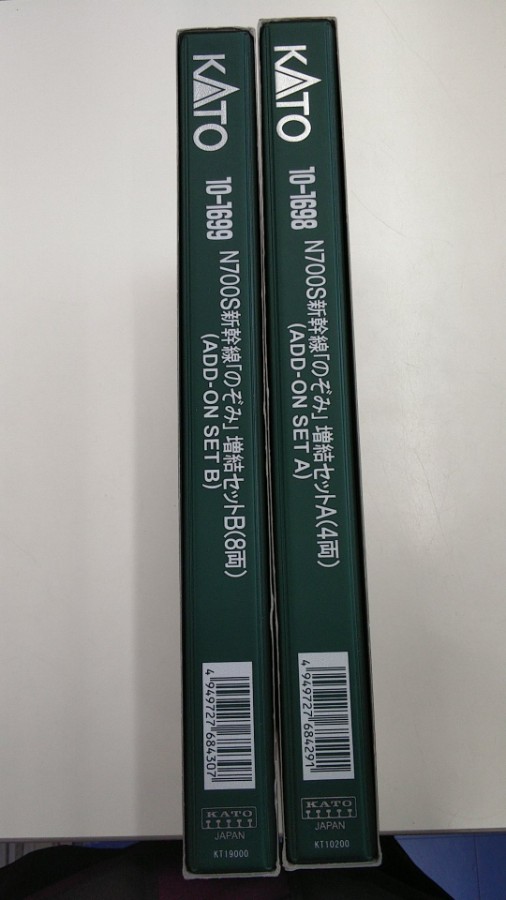 KATO
10-1699
N700S新幹線「のぞみ」増結セットB(8両)
(ADD-ON SET B)
4 949727 684307
KATO
JAPAN
KT19000
KATO
10-1698
N700S新幹線「のぞみ」増結セットA(4両)
(ADD-ON SET A)
4 949727 684291
KATO
JAPAN
KT10200